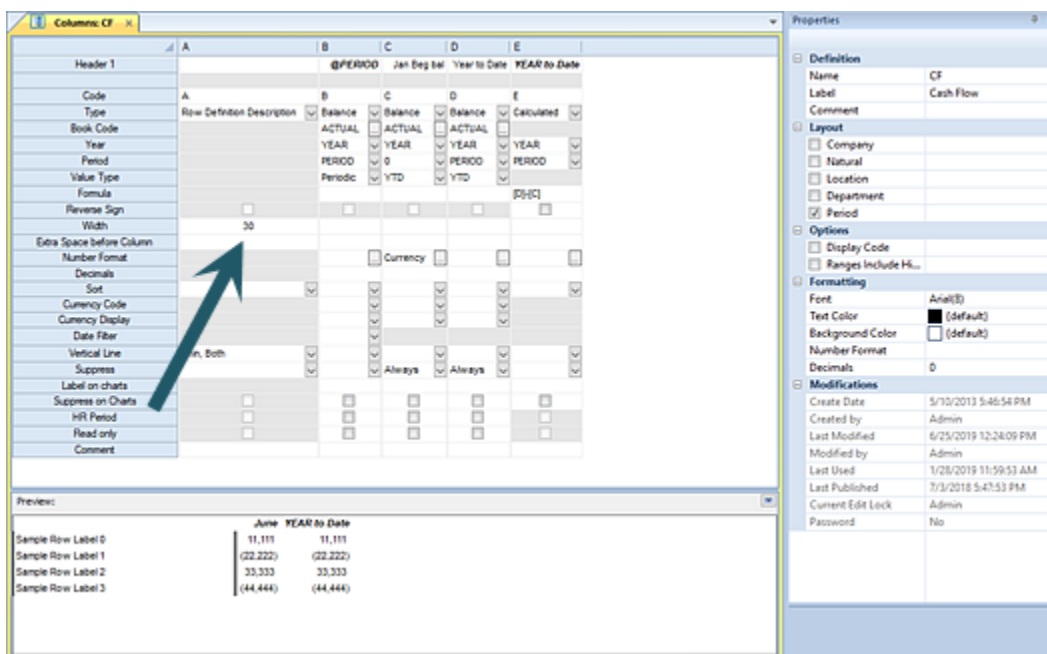 Columns: CF x
A B C D E
Header 1 @PERIOD Jan Beg bal Year to Date YEAR to Date
Code A B C D E
Type Row Definition Description Balance Balance Balance Calculated
Book Code ACTUAL ... ACTUAL ... ACTUAL ...
Year YEAR YEAR YEAR YEAR
Period PERIOD 0 PERIOD PERIOD
Value Type Periodic YTD YTD
Formula [D]-[C]
Reverse Sign
Width 30
Extra Space before Column
Number Format ... Currency ... ... ...
Decimals
Sort
Currency Code
Currency Display
Date Filter
Vertical Line in, Both
Suppress Always Always
Label on charts
Suppress on Charts
HR Period
Read only
Comment
Preview:
June YEAR to Date
Sample Row Label 0 11,111 11,111
Sample Row Label 1 (22,222) (22,222)
Sample Row Label 2 33,333 33,333
Sample Row Label 3 (44,444) (44,444)
Properties
Definition
Name CF
Label Cash Flow
Comment
Layout
Company
Natural
Location
Department
Period
Options
Display Code
Ranges Include Hi...
Formatting
Font Arial(8)
Text Color (default)
Background Color (default)
Number Format
Decimals 0
Modifications
Create Date 5/10/2013 5:46:54 PM
Created by Admin
Last Modified 6/25/2019 12:24:09 PM
Modified by Admin
Last Used 1/28/2019 11:59:53 AM
Last Published 7/3/2018 5:47:53 PM
Current Edit Lock Admin
Password No